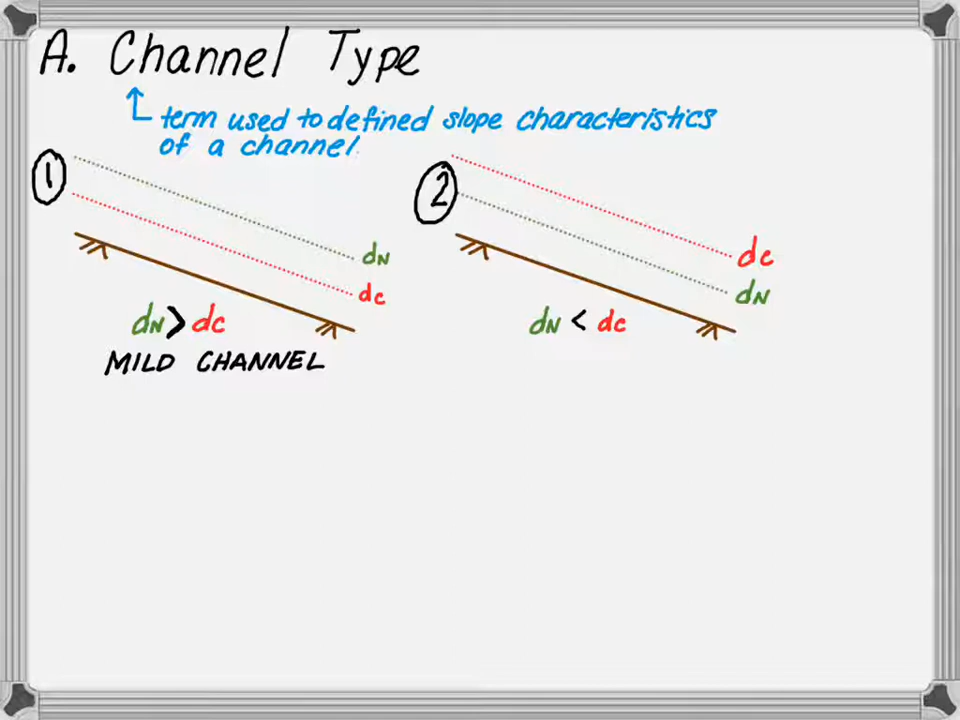 A. Channel Type
term used to defined slope characteristics
of a channel.
1
dN
dc
dN > dc
MILD CHANNEL
2
dc
dN
dN < dc